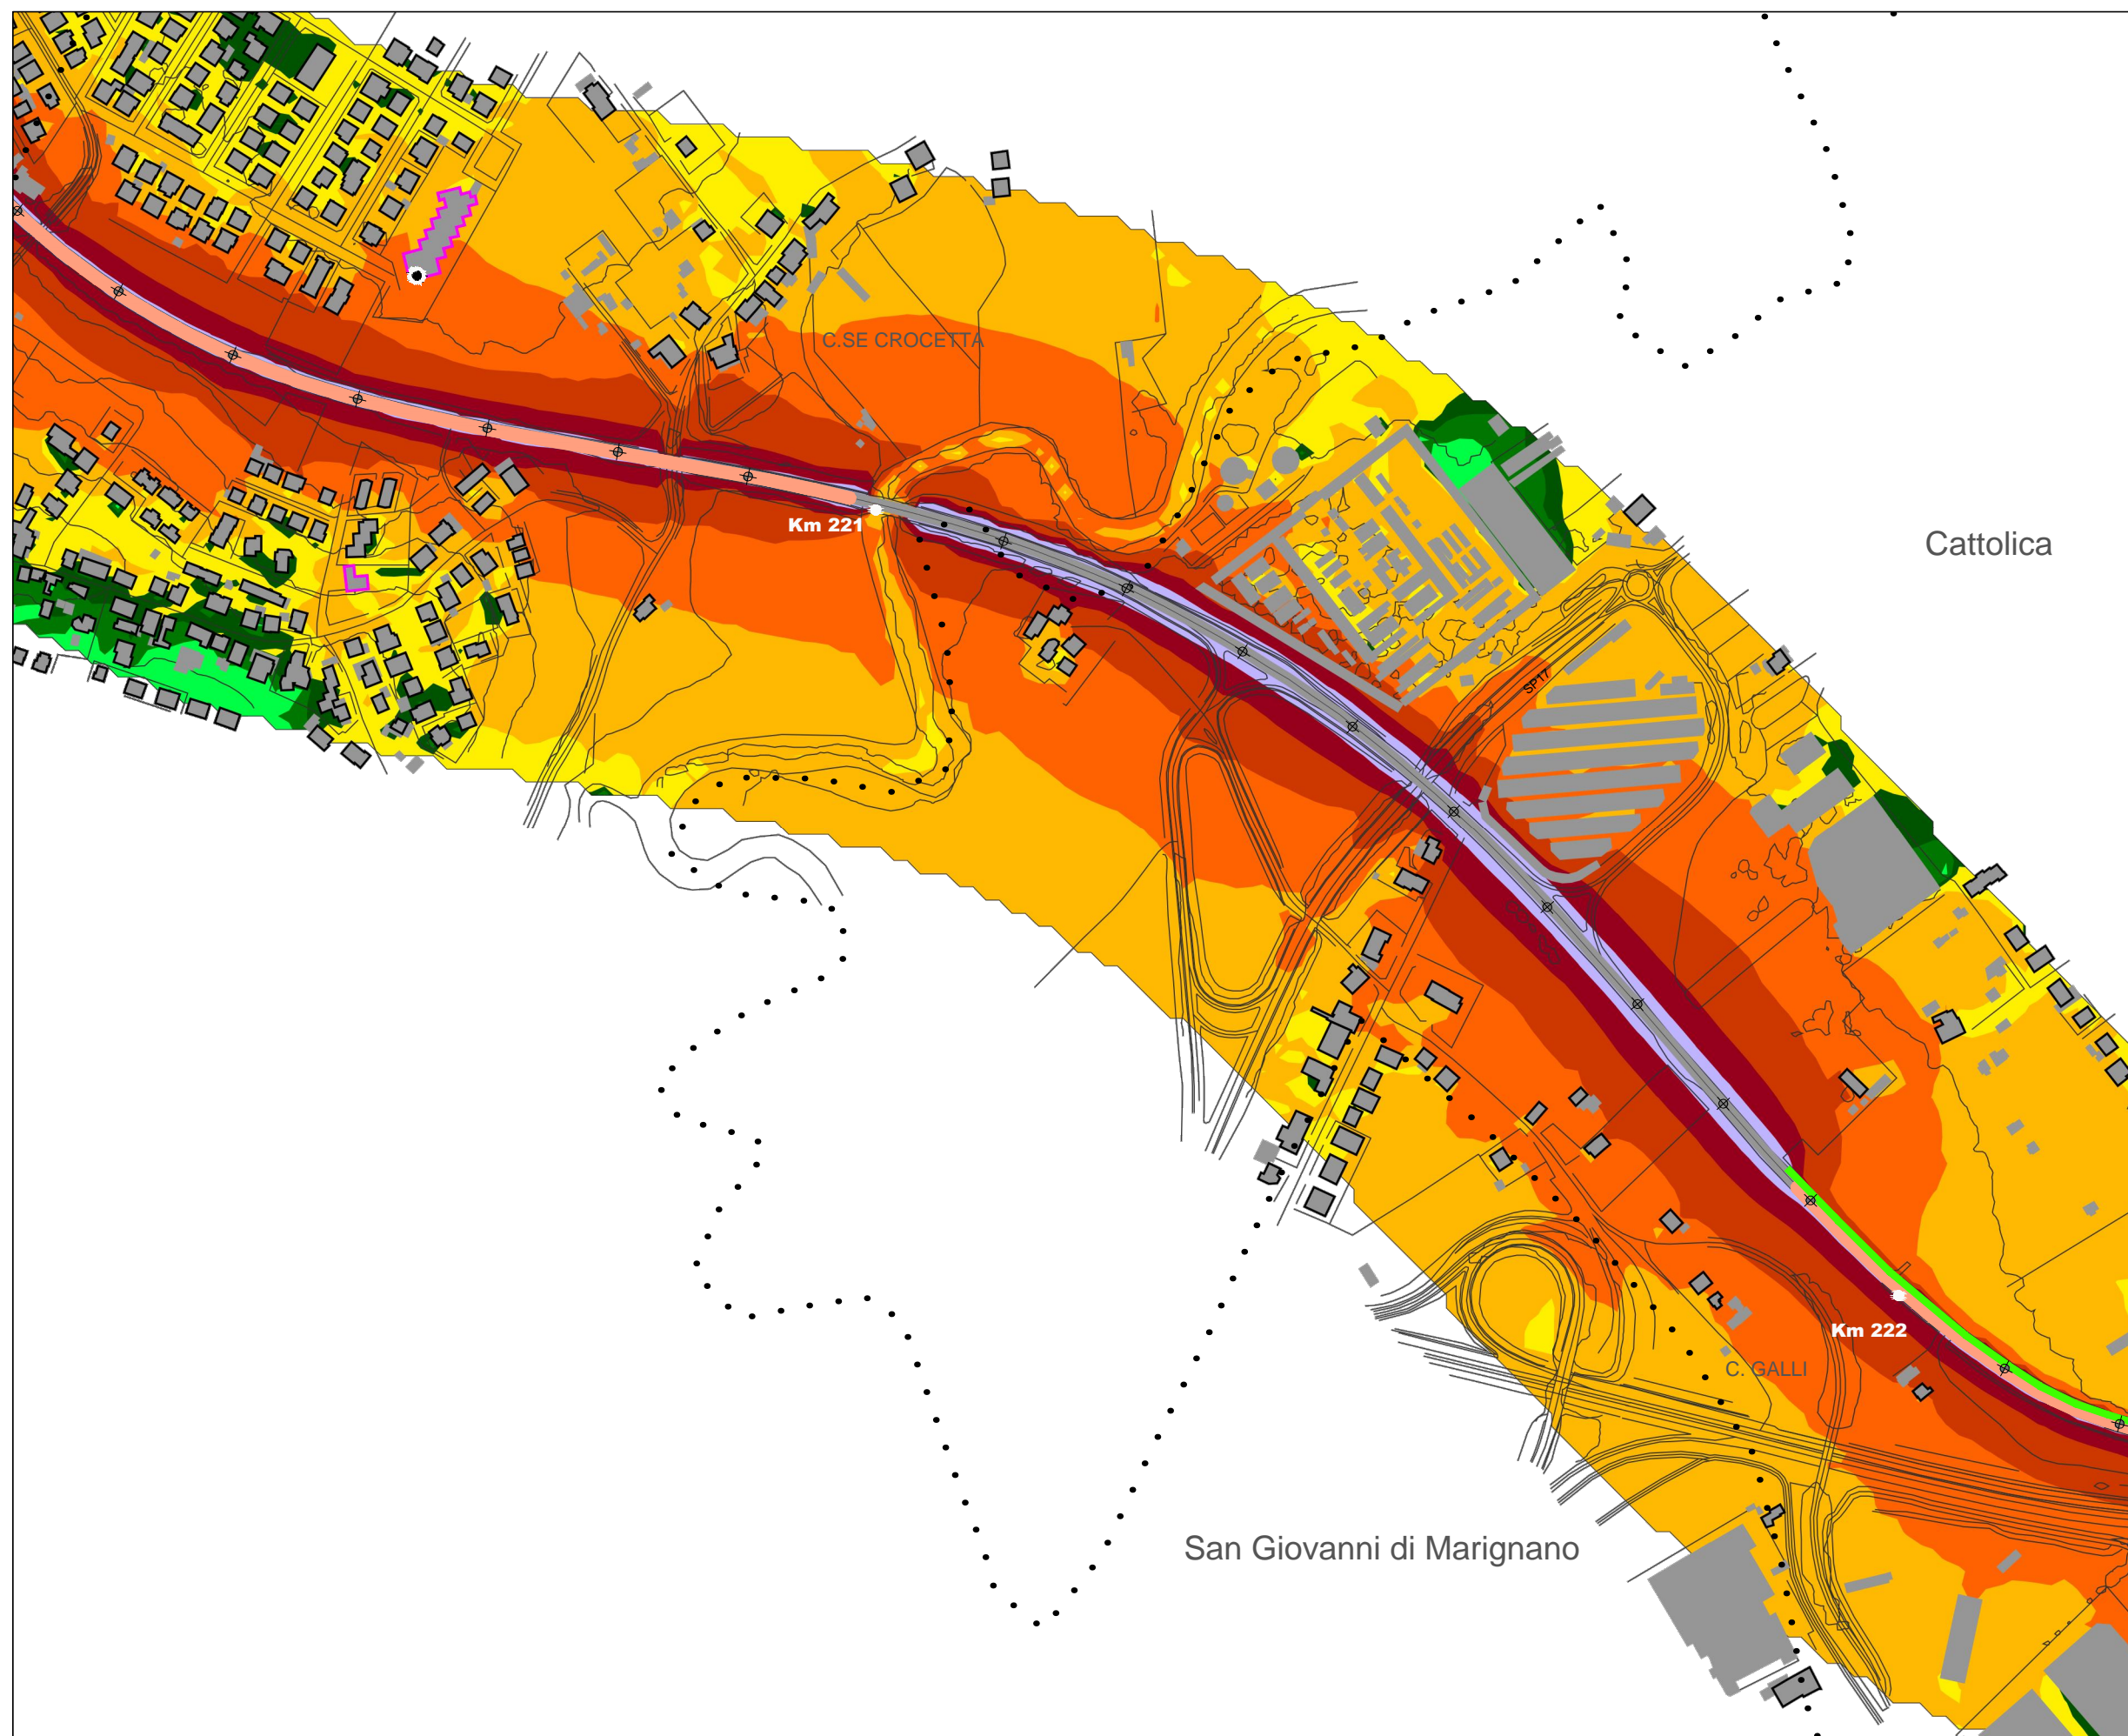 C.SE CROCETTA
Km 221
Cattolica
SP17
Km 222
C. GALLI
San Giovanni di Marignano